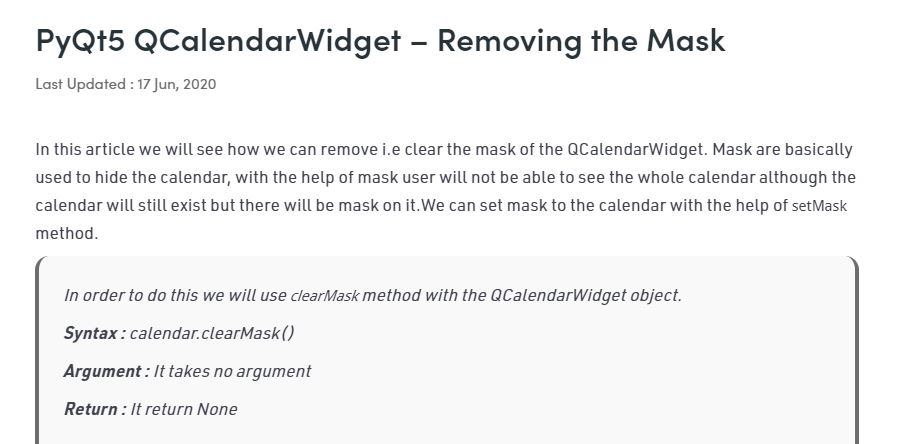 PyQt5 QCalendarWidget – Removing the Mask
Last Updated : 17 Jun, 2020
In this article we will see how we can remove i.e clear the mask of the QCalendarWidget. Mask are basically
used to hide the calendar, with the help of mask user will not be able to see the whole calendar although the
calendar will still exist but there will be mask on it.We can set mask to the calendar with the help of setMask
method.
In order to do this we will use clearMask method with the QCalendarWidget object.
Syntax : calendar.clearMask()
Argument : It takes no argument
Return : It return None